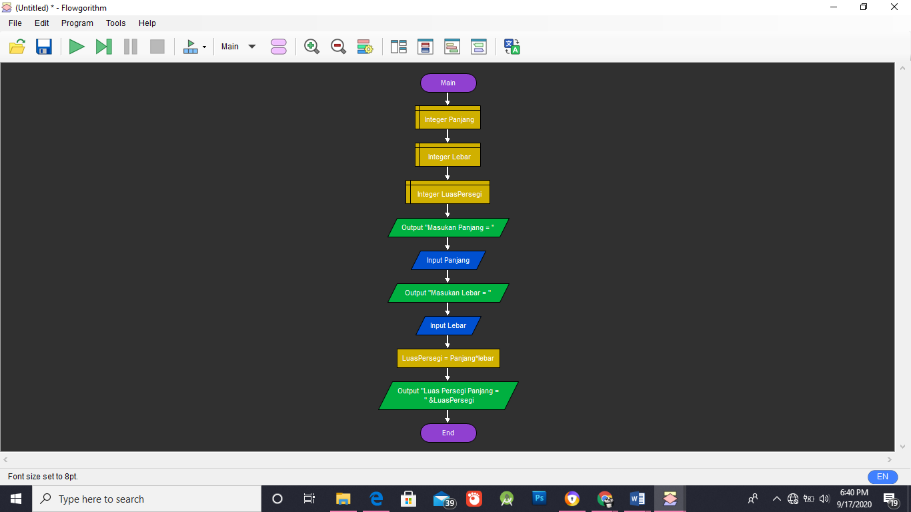 (Untitled) * - Flowgorithm
File Edit Program Tools Help
Main
Main
Integer Panjang
Integer Lebar
Integer LuasPersegi
Output "Masukan Panjang = "
Input Panjang
Output "Masukan Lebar = "
Input Lebar
LuasPersegi = Panjang*lebar
Output "Luas Persegi Panjang =
" &LuasPersegi
End
Font size set to 8pt.
EN
Type here to search
39
Ps
6:40 PM
9/17/2020
19